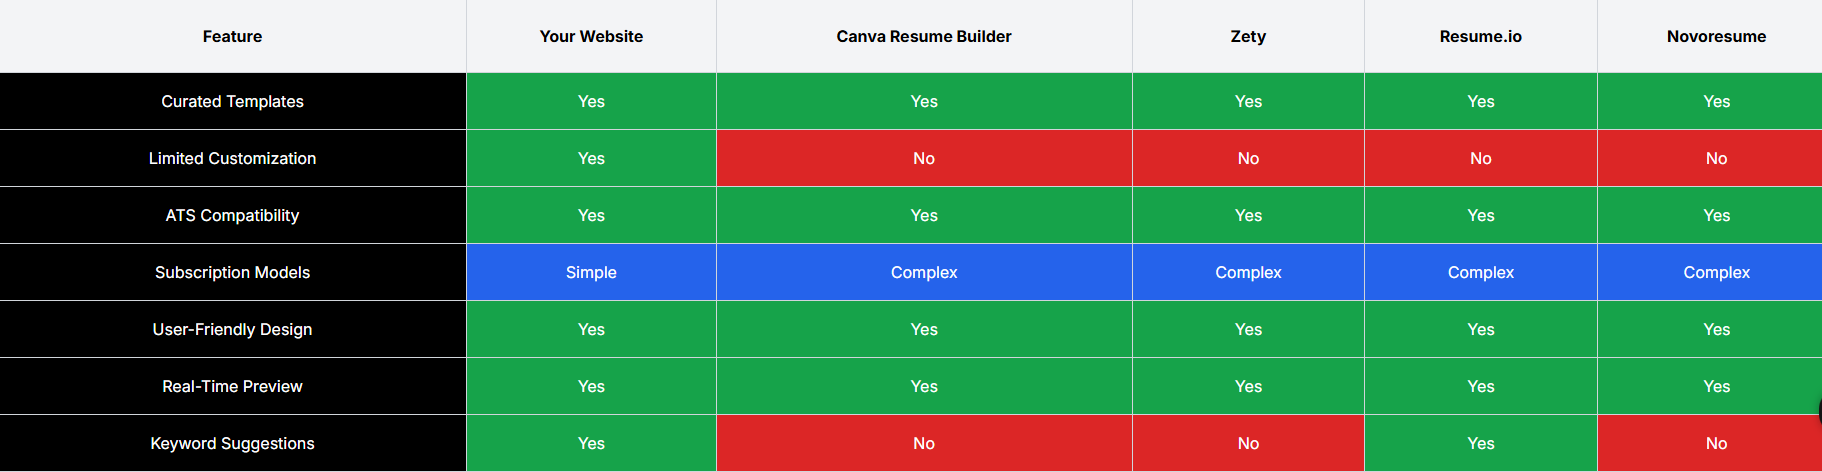 Feature Your Website Canva Resume Builder Zety Resume.io Novoresume
Curated Templates Yes Yes Yes Yes Yes
Limited Customization Yes No No No No
ATS Compatibility Yes Yes Yes Yes Yes
Subscription Models Simple Complex Complex Complex Complex
User-Friendly Design Yes Yes Yes Yes Yes
Real-Time Preview Yes Yes Yes Yes Yes
Keyword Suggestions Yes No No Yes No